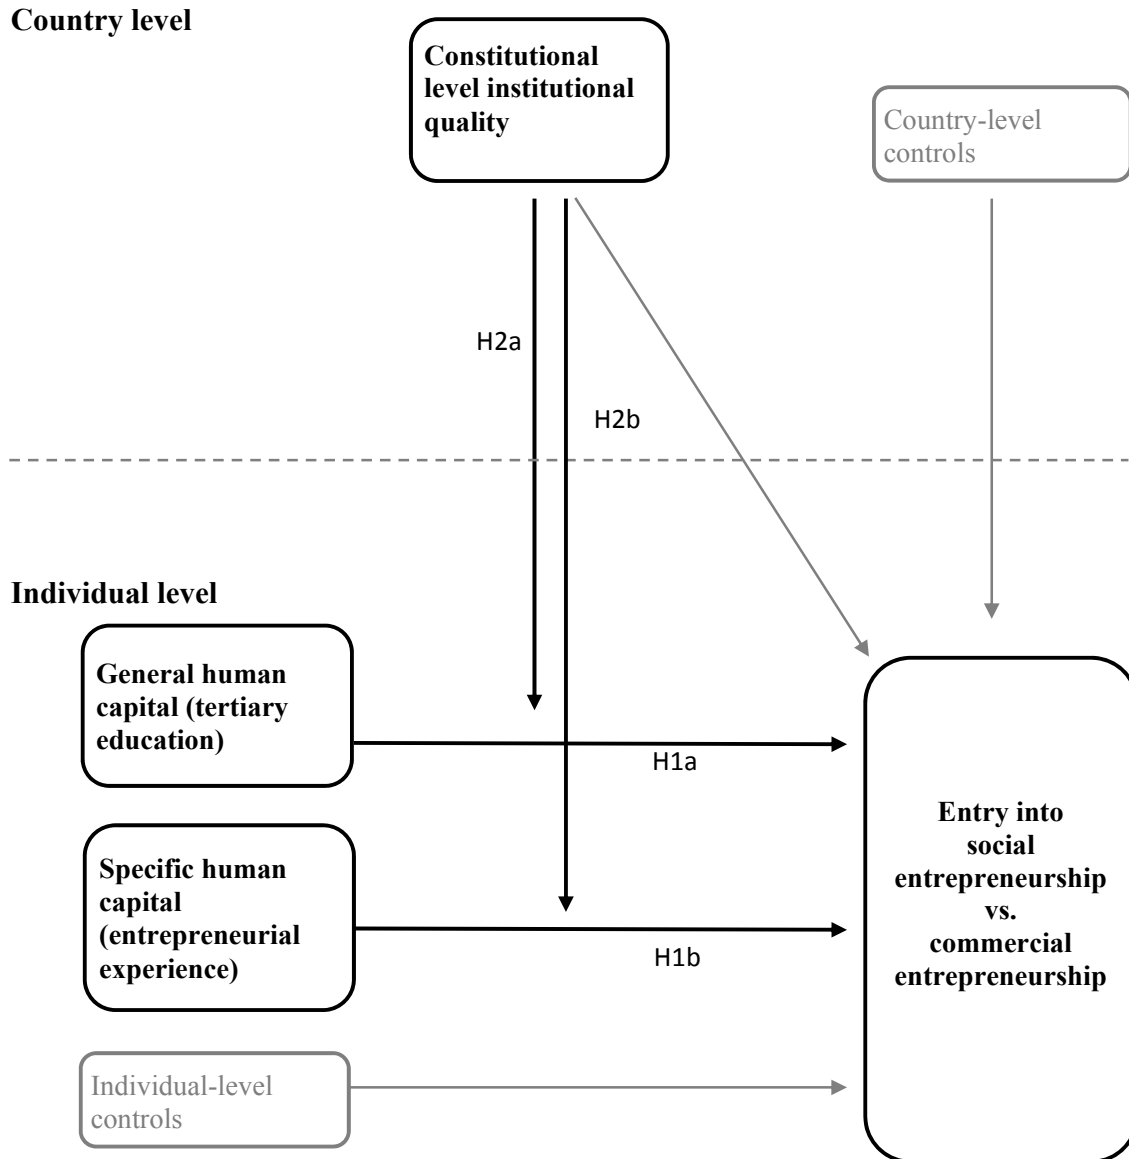 Country level
Constitutional
level institutional
quality
Country-level
controls
H2a
H2b
Individual level
General human
capital (tertiary
education)
H1a
Specific human
capital
(entrepreneurial
experience)
H1b
Entry into
social
entrepreneurship
vs.
commercial
entrepreneurship
Individual-level
controls